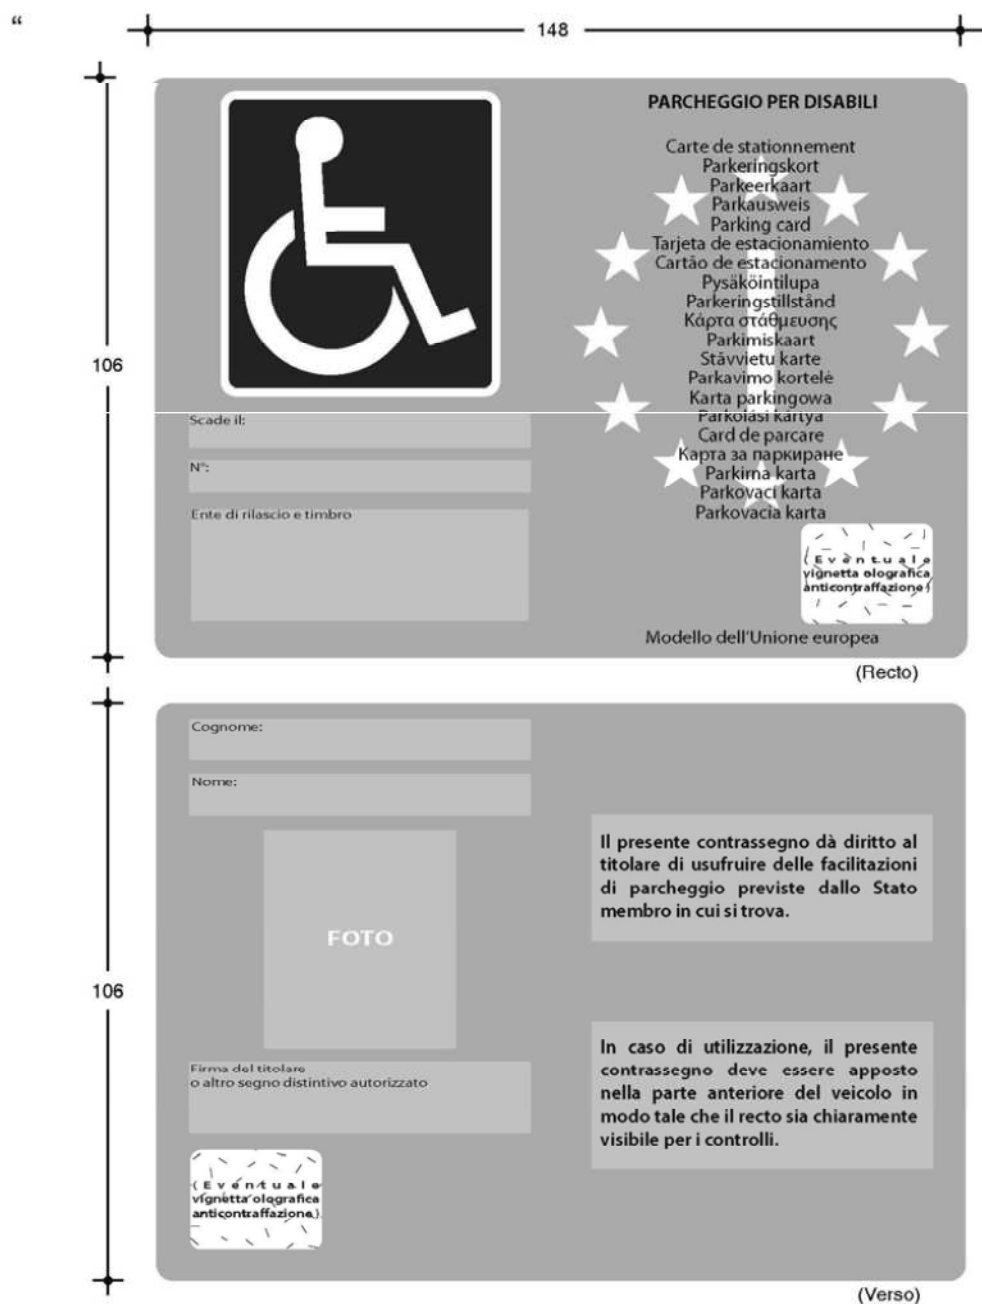 “
148
106
PARCHEGGIO PER DISABILI
Carte de stationnement
Parkeringskort
Parkeerkaart
Parkausweis
Parking card
Tarjeta de estacionamiento
Cartão de estacionamento
Pysäköintilupa
Parkeringstillstånd
Κάρτα στάθμευσης
Parkimiskaart
Stāvvietu karte
Parkavimo kortelė
Karta parkingowa
Parkolási kártya
Card de parcare
Карта за паркиране
Parkirna karta
Parkovací karta
Parkovacia karta
Scade il:
N°:
Ente di rilascio e timbro
(Eventuale
vignetta olografica
anticontraffazione)
Modello dell'Unione europea
(Recto)
106
Cognome:
Nome:
FOTO
Firma del titolare
o altro segno distintivo autorizzato
(Eventuale
vignetta olografica
anticontraffazione)
Il presente contrassegno dà diritto al
titolare di usufruire delle facilitazioni
di parcheggio previste dallo Stato
membro in cui si trova.
In caso di utilizzazione, il presente
contrassegno deve essere apposto
nella parte anteriore del veicolo in
modo tale che il recto sia chiaramente
visibile per i controlli.
(Verso)